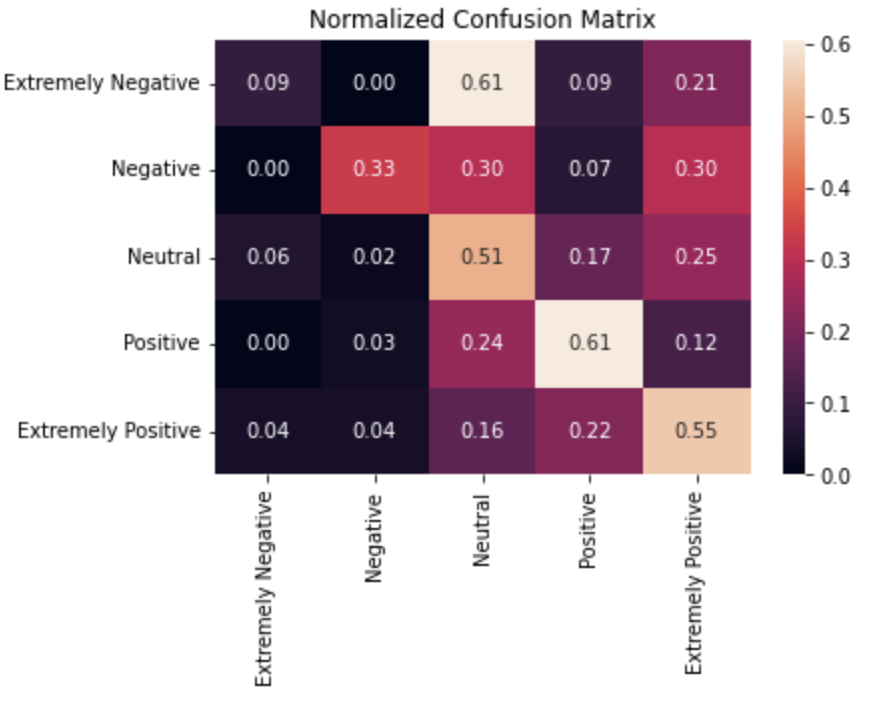 Normalized Confusion Matrix
Extremely Negative 0.09 0.00 0.61 0.09 0.21
Negative 0.00 0.33 0.30 0.07 0.30
Neutral 0.06 0.02 0.51 0.17 0.25
Positive 0.00 0.03 0.24 0.61 0.12
Extremely Positive 0.04 0.04 0.16 0.22 0.55
Extremely Negative
Negative
Neutral
Positive
Extremely Positive
0.6
0.5
0.4
0.3
0.2
0.1
0.0